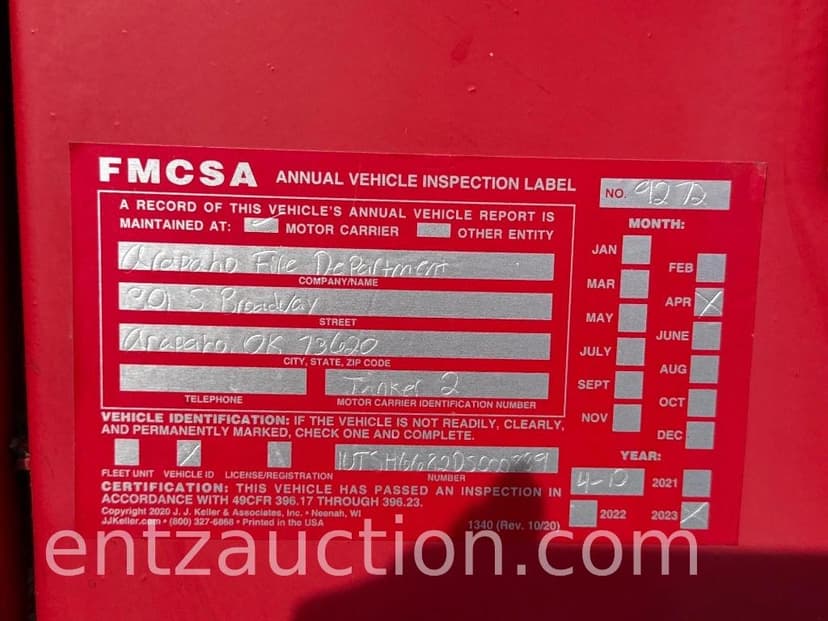 FMCSA ANNUAL VEHICLE INSPECTION LABEL
NO. 9272
A RECORD OF THIS VEHICLE'S ANNUAL VEHICLE REPORT IS
MAINTAINED AT: MOTOR CARRIER OTHER ENTITY
Arapaho Fire Department
COMPANY/NAME
901 S Broadway
STREET
Arapaho, OK 73620
CITY, STATE, ZIP CODE
Tanker 2
TELEPHONE MOTOR CARRIER IDENTIFICATION NUMBER
VEHICLE IDENTIFICATION: IF THE VEHICLE IS NOT READILY, CLEARLY,
AND PERMANENTLY MARKED, CHECK ONE AND COMPLETE.
FLEET UNIT VEHICLE ID LICENSE/REGISTRATION NUMBER
CERTIFICATION: THIS VEHICLE HAS PASSED AN INSPECTION IN
ACCORDANCE WITH 49CFR 396.17 THROUGH 396.23.
Copyright 2020 J. J. Keller & Associates, Inc. • Neenah, WI
JJKeller.com • (800) 327-6868 • Printed in the USA
1340 (Rev. 10/20)
MONTH:
JAN FEB
MAR APR
MAY JUNE
JULY AUG
SEPT OCT
NOV DEC
YEAR:
4-10 2021
2022 2023
entzauction.com